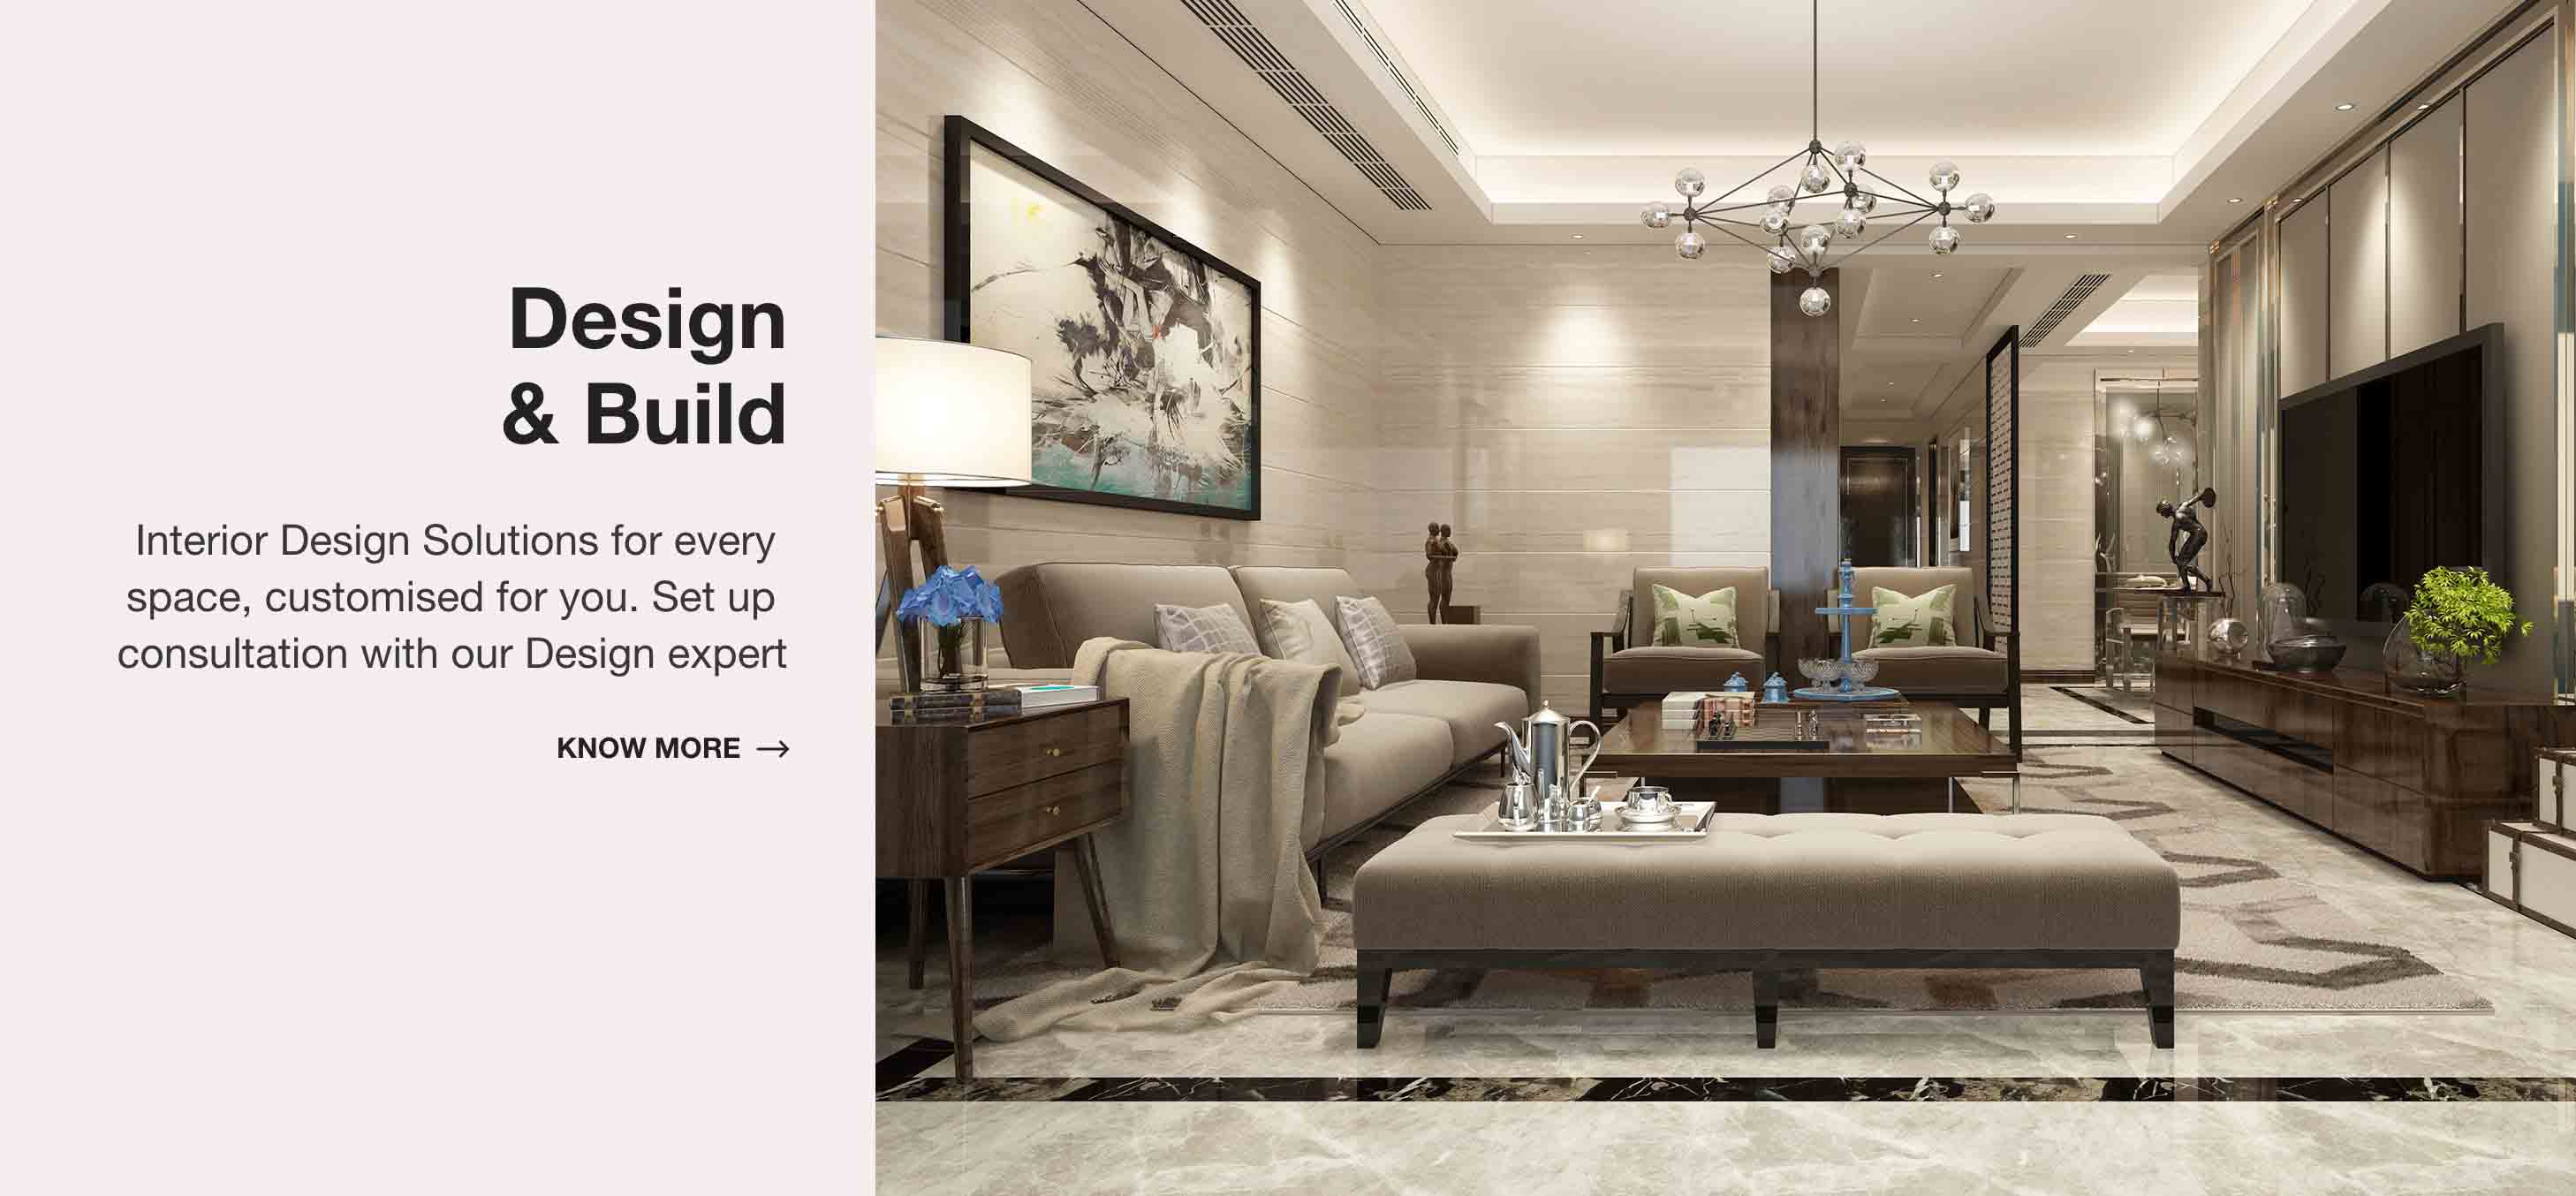 Design
& Build
Interior Design Solutions for every
space, customised for you. Set up
consultation with our Design expert
KNOW MORE →